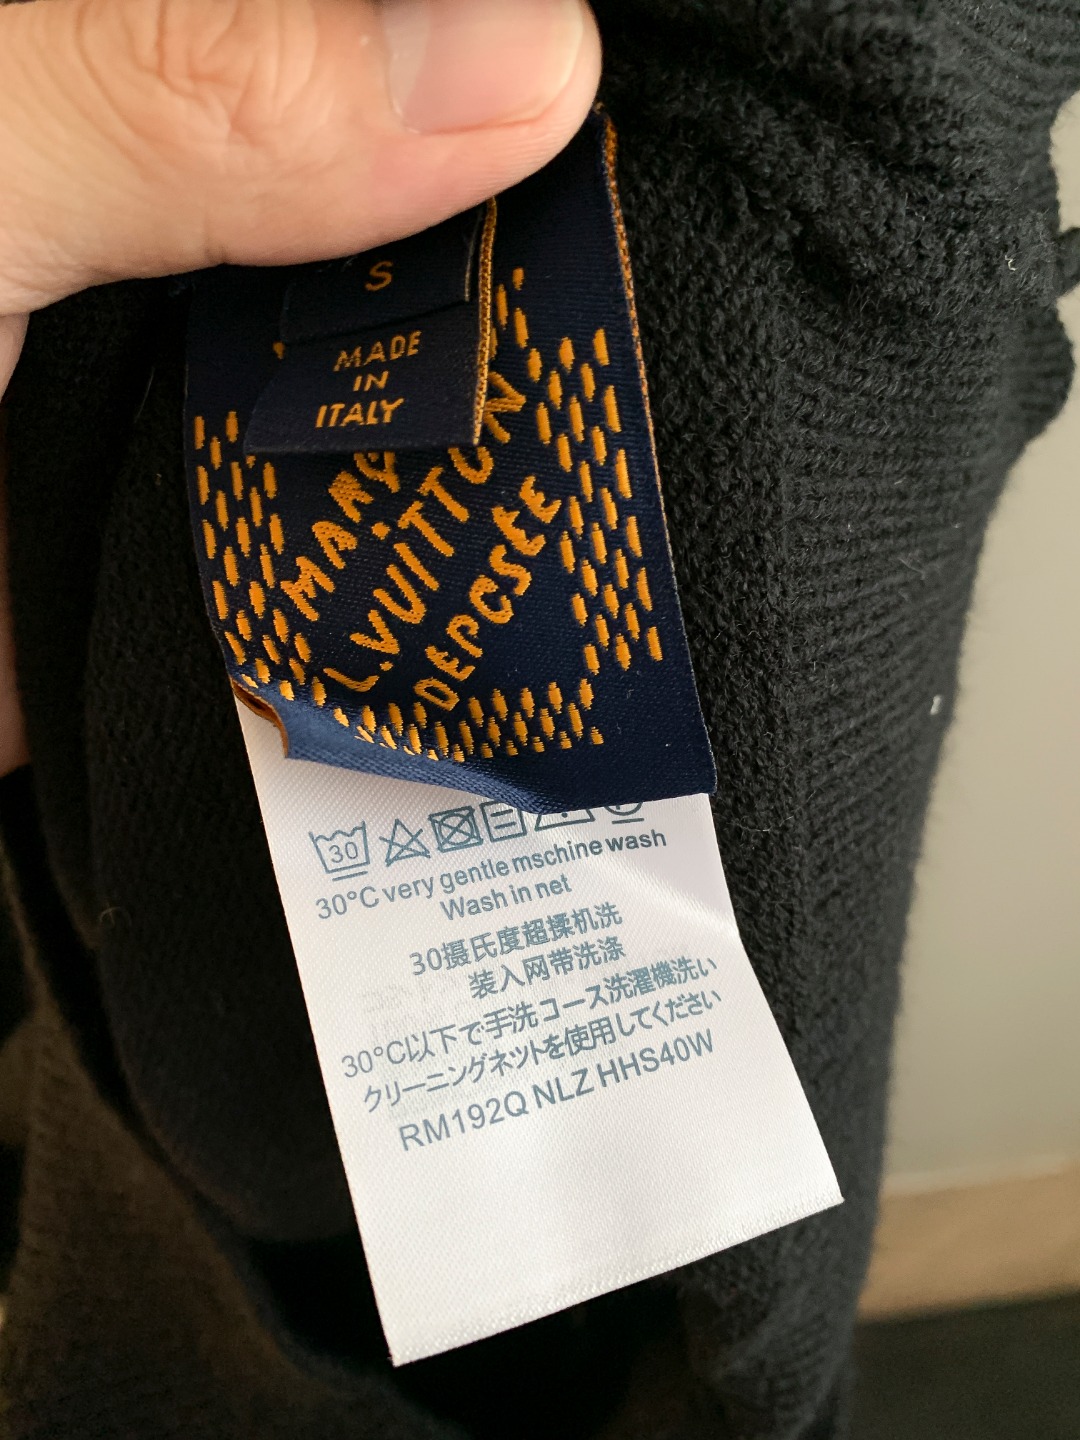 S
MADE
IN
ITALY
L.VUITTON
DEPOSte
30
30°C very gentle mschine wash
Wash in net
30摄氏度超揉机洗
装入网带洗涤
30°C以下で手洗コース洗濯機洗い
クリーニングネットを使用してください
RM192Q NLZ HHS40W